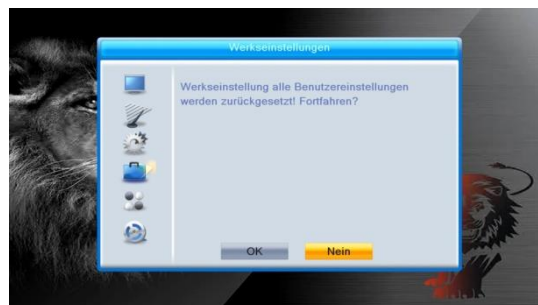 Werkseinstellungen
Werkseinstellung alle Benutzereinstellungen
werden zurückgesetzt! Fortfahren?
OK
Nein